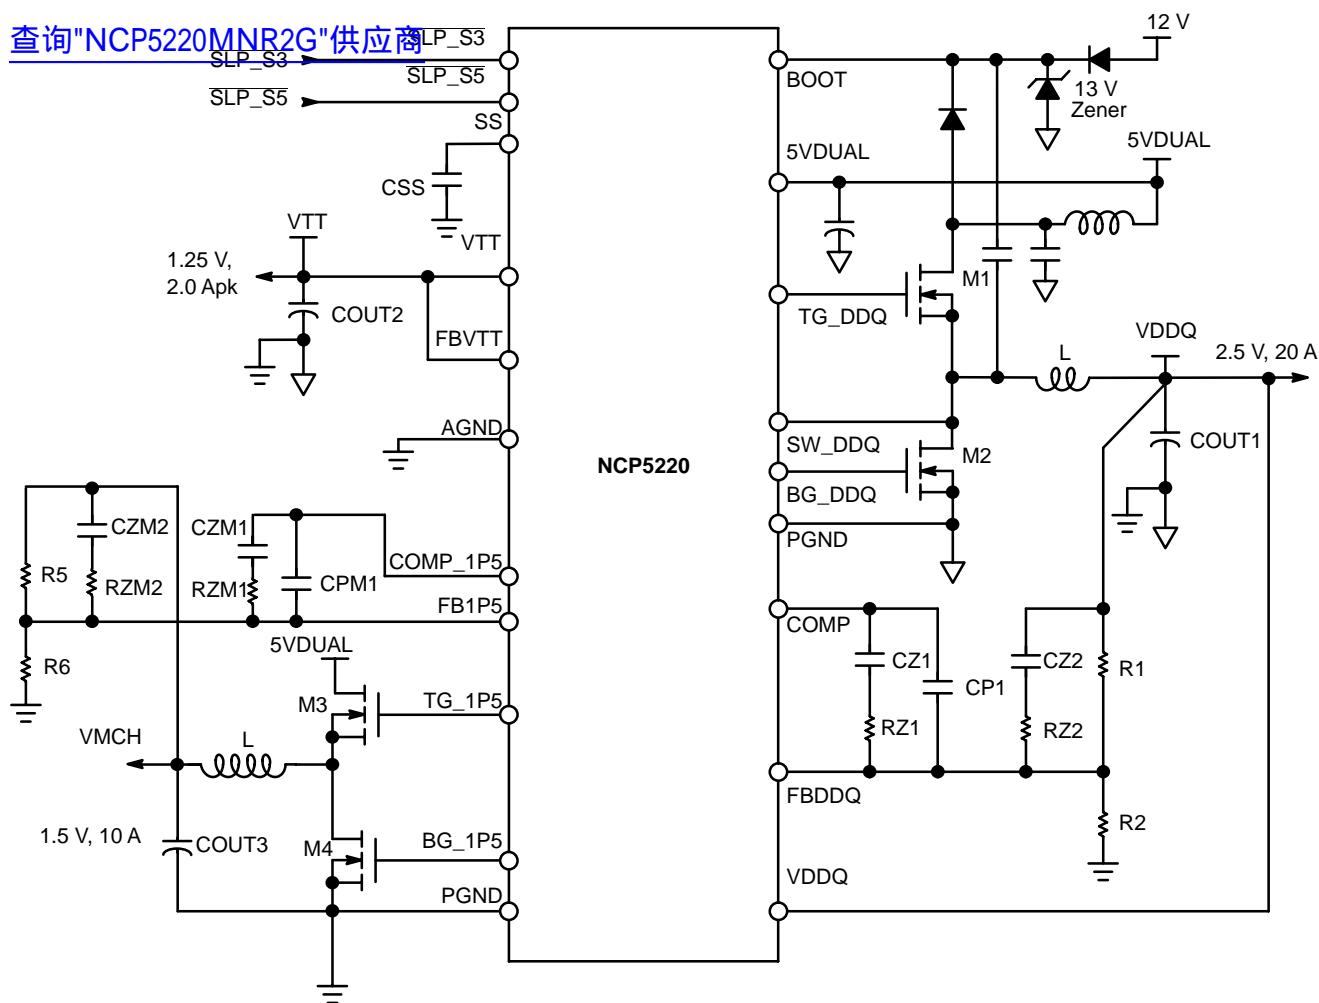 查询"NCP5220MNR2G"供应商
SLP_S3
SLP_S3
SLP_S5
SLP_S5
SS
CSS
VTT
VTT
1.25 V,
2.0 Apk
COUT2
FBVTT
AGND
CZM2
CZM1
COMP_1P5
R5
RZM2
RZM1
CPM1
FB1P5
R6
5VDUAL
M3
TG_1P5
VMCH
L
1.5 V, 10 A
COUT3
M4
BG_1P5
PGND
NCP5220
12 V
BOOT
13 V
Zener
5VDUAL
5VDUAL
M1
TG_DDQ
VDDQ
L
2.5 V, 20 A
SW_DDQ
M2
COUT1
BG_DDQ
PGND
COMP
CZ1
CP1
CZ2
R1
RZ1
RZ2
FBDDQ
R2
VDDQ